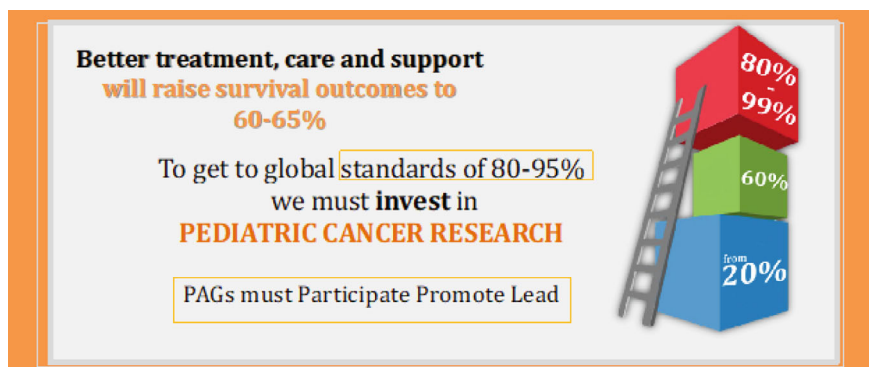 Better treatment, care and support
will raise survival outcomes to
60-65%
To get to global standards of 80-95%
we must invest in
PEDIATRIC CANCER RESEARCH
PAGs must Participate Promote Lead
80%
-
99%
60%
from
20%